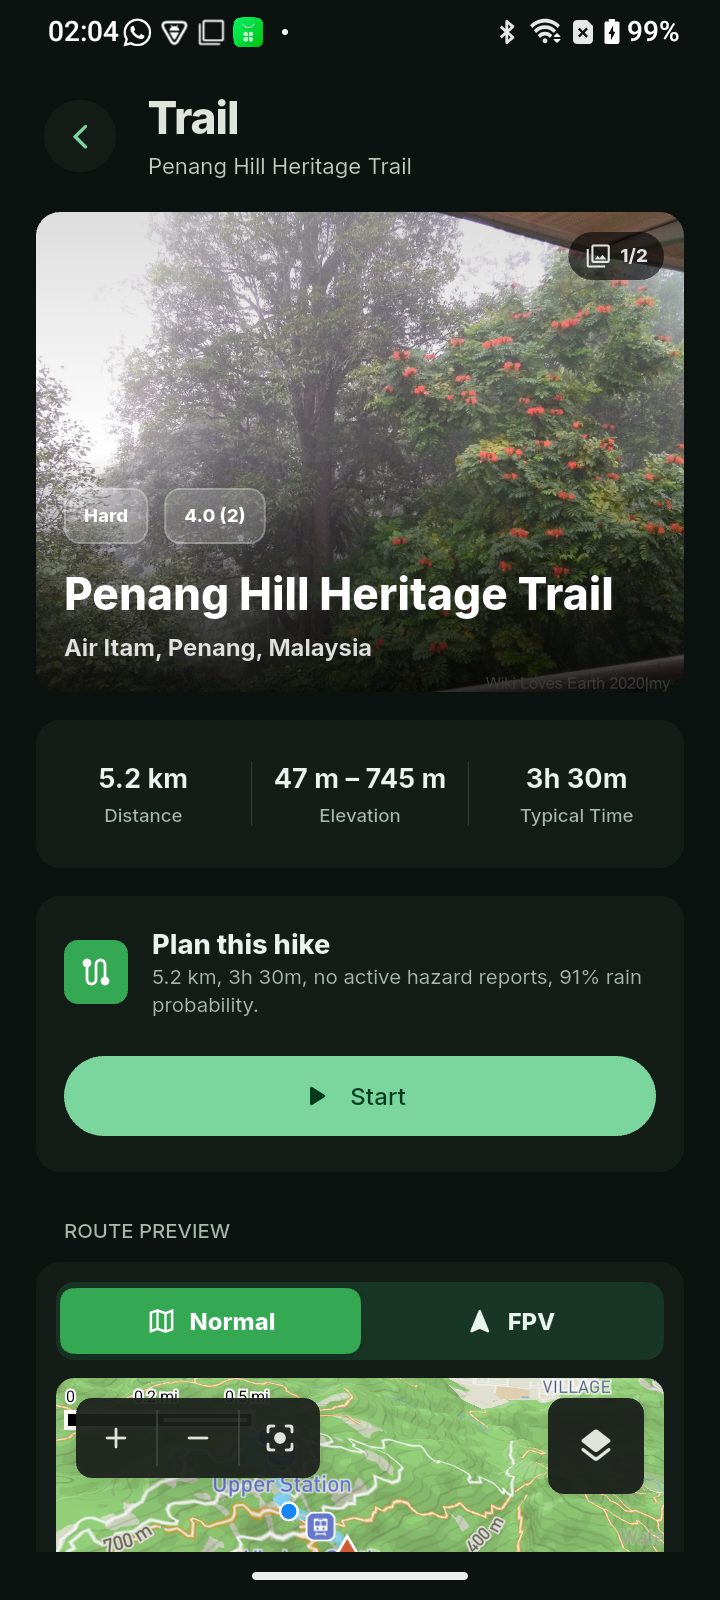 02:04
99%
Trail
Penang Hill Heritage Trail
1/2
Hard
4.0 (2)
Penang Hill Heritage Trail
Air Itam, Penang, Malaysia
Wiki Loves Earth 2020|my
5.2 km
47 m – 745 m
3h 30m
Distance
Elevation
Typical Time
Plan this hike
5.2 km, 3h 30m, no active hazard reports, 91% rain
probability.
Start
ROUTE PREVIEW
Normal
FPV
VILLAGE
0
0.2 mi
0.5 mi
Upper Station
700 m
400 m